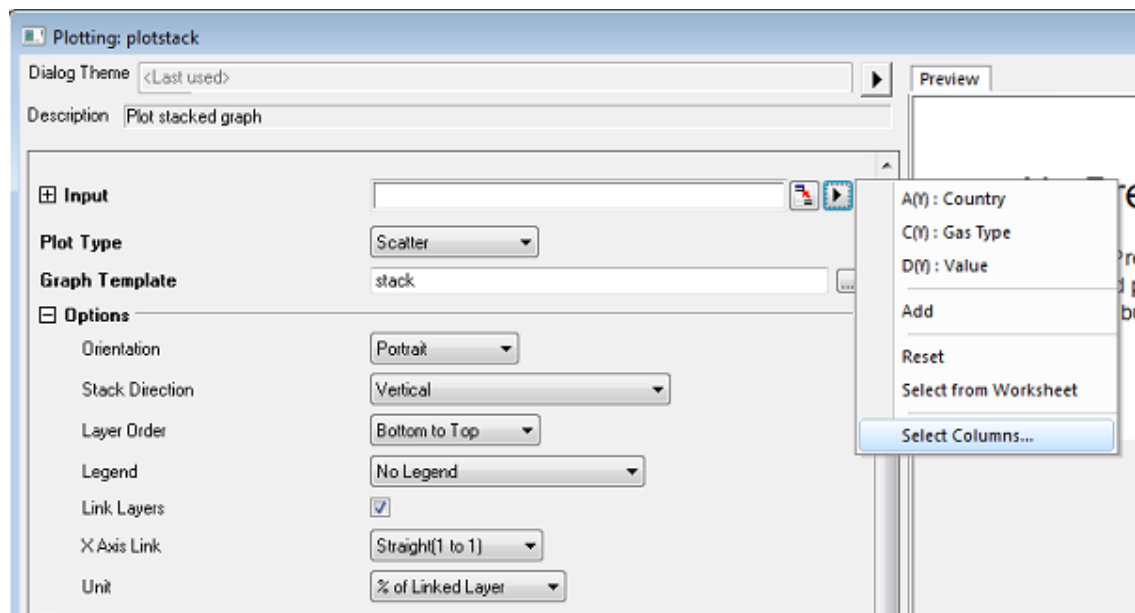 Plotting: plotstack
Dialog Theme <Last used>
Description Plot stacked graph
Preview
Input
Plot Type Scatter
Graph Template stack ...
Options
Orientation Portrait
Stack Direction Vertical
Layer Order Bottom to Top
Legend No Legend
Link Layers
X Axis Link Straight(1 to 1)
Unit % of Linked Layer
A(Y) : Country
C(Y) : Gas Type
D(Y) : Value
Add
Reset
Select from Worksheet
Select Columns...